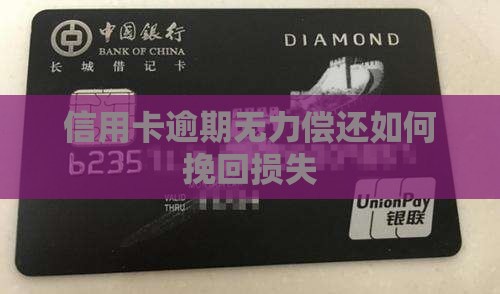 中国银行 DIAMOND
BANK OF CHINA
长城借记卡
信用卡逾期无力偿还如何
挽回损失
VALID
THRU
UnionPay
银联